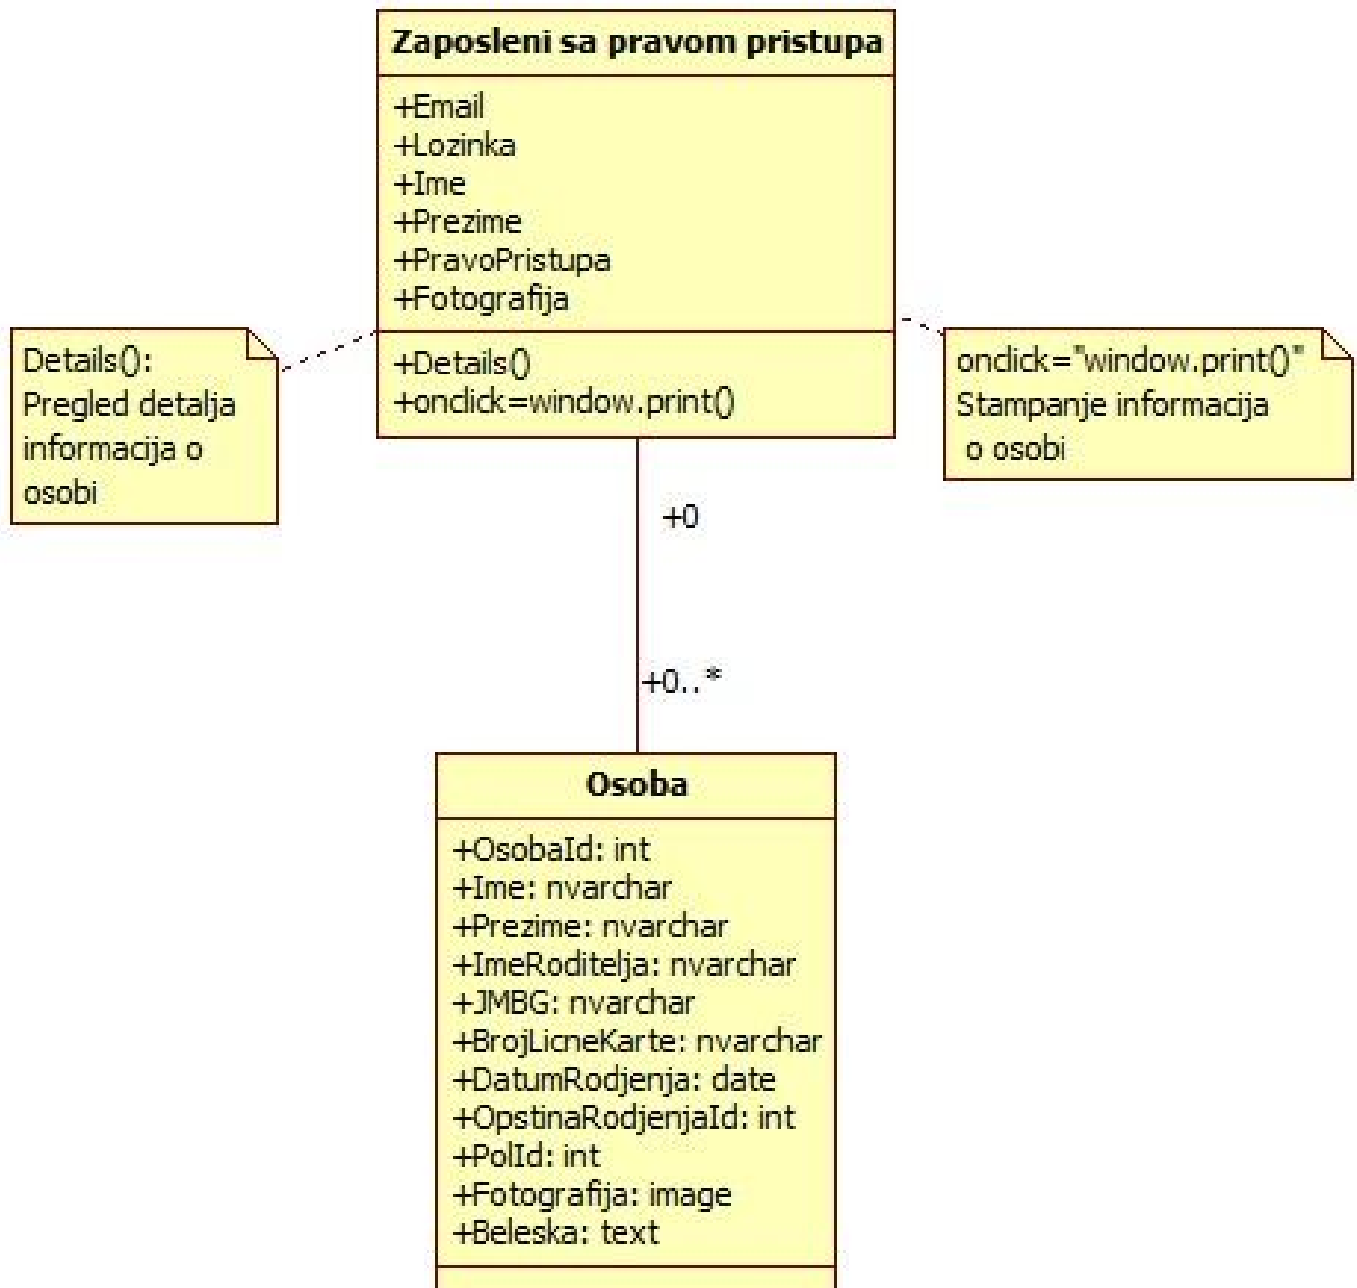 Zaposleni sa pravom pristupa
+Email
+Lozinka
+Ime
+Prezime
+PravoPristupa
+Fotografija
+Details()
+onclick=window.print()
Details():
Pregled detalja
informacija o
osobi
onclick="window.print()"
Stampanje informacija
o osobi
+0
+0..*
Osoba
+OsobaId: int
+Ime: nvarchar
+Prezime: nvarchar
+ImeRoditelja: nvarchar
+JMBG: nvarchar
+BrojLicneKarte: nvarchar
+DatumRodjenja: date
+OpstinaRodjenjaId: int
+PolId: int
+Fotografija: image
+Beleska: text